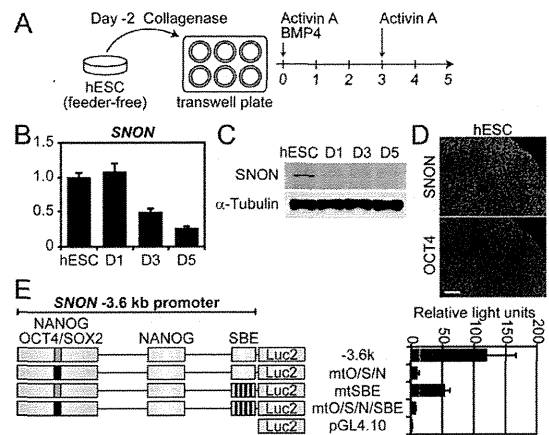 A
Day -2 Collagenase
hESC
(feeder-free)
transwell plate
Activin A
BMP4
Activin A
0 1 2 3 4 5
B
SNON
1.5
1.0
0.5
0
hESC D1 D3 D5
C
hESC D1 D3 D5
SNON
α-Tubulin
D
hESC
SNON
OCT4
E
SNON -3.6 kb promoter
NANOG
OCT4/SOX2
NANOG
SBE
Luc2
Luc2
Luc2
Luc2
Luc2
-3.6k
mtO/S/N
mtSBE
mtO/S/N/SBE
pGL4.10
Relative light units
0 50 100 150 200